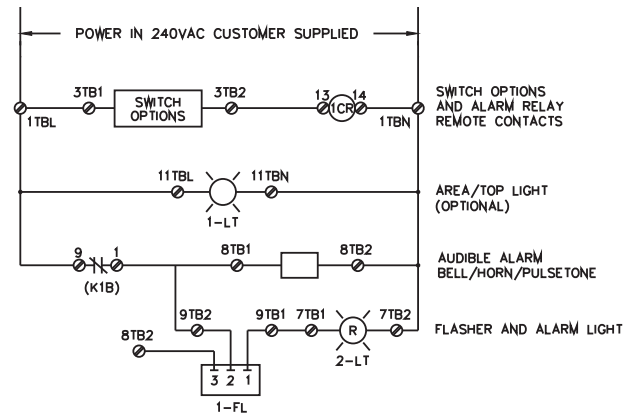 POWER IN 240VAC CUSTOMER SUPPLIED
3TB1
SWITCH
OPTIONS
3TB2
13
1CR
14
1TBL
1TBN
SWITCH OPTIONS
AND ALARM RELAY
REMOTE CONTACTS
11TBL
11TBN
1-LT
AREA/TOP LIGHT
(OPTIONAL)
9
1
(K1B)
8TB1
8TB2
AUDIBLE ALARM
BELL/HORN/PULSETONE
9TB2
9TB1
7TB1
R
7TB2
2-LT
FLASHER AND ALARM LIGHT
8TB2
3
2
1
1-FL